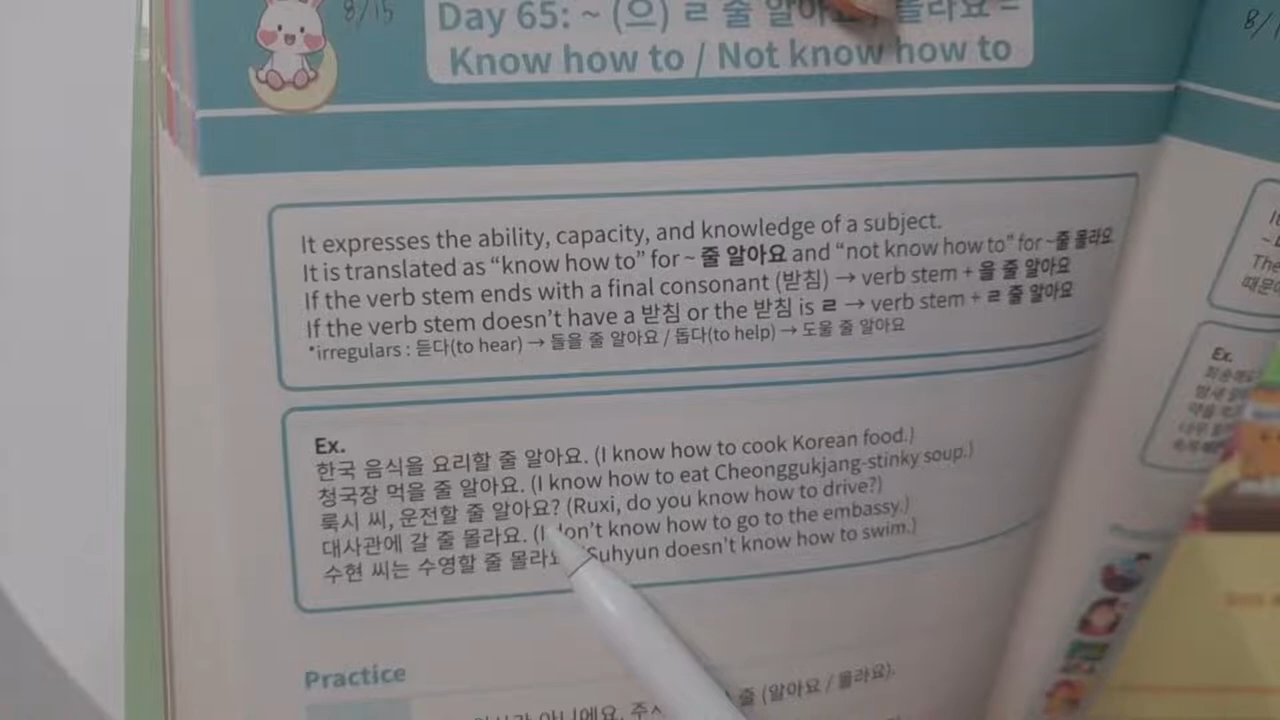 8/15
Day 65: ~ (으) ㄹ 줄 알아요 / 몰라요 =
Know how to / Not know how to
It expresses the ability, capacity, and knowledge of a subject.
It is translated as “know how to” for ~ 줄 알아요 and “not know how to” for ~줄 몰라요
If the verb stem ends with a final consonant (받침) → verb stem + 을 줄 알아요
If the verb stem doesn’t have a 받침 or the 받침 is ㄹ → verb stem + ㄹ 줄 알아요
*irregulars : 듣다(to hear) → 들을 줄 알아요 / 돕다(to help) → 도울 줄 알아요
Ex.
한국 음식을 요리할 줄 알아요. (I know how to cook Korean food.)
청국장 먹을 줄 알아요. (I know how to eat Cheonggukjang-stinky soup.)
룩시 씨, 운전할 줄 알아요? (Ruxi, do you know how to drive?)
대사관에 갈 줄 몰라요. (I don’t know how to go to the embassy.)
수현 씨는 수영할 줄 몰라요 Suhyun doesn’t know how to swim.)
Practice
아니에요. 줄 (알아요 / 몰라요).
Ex.